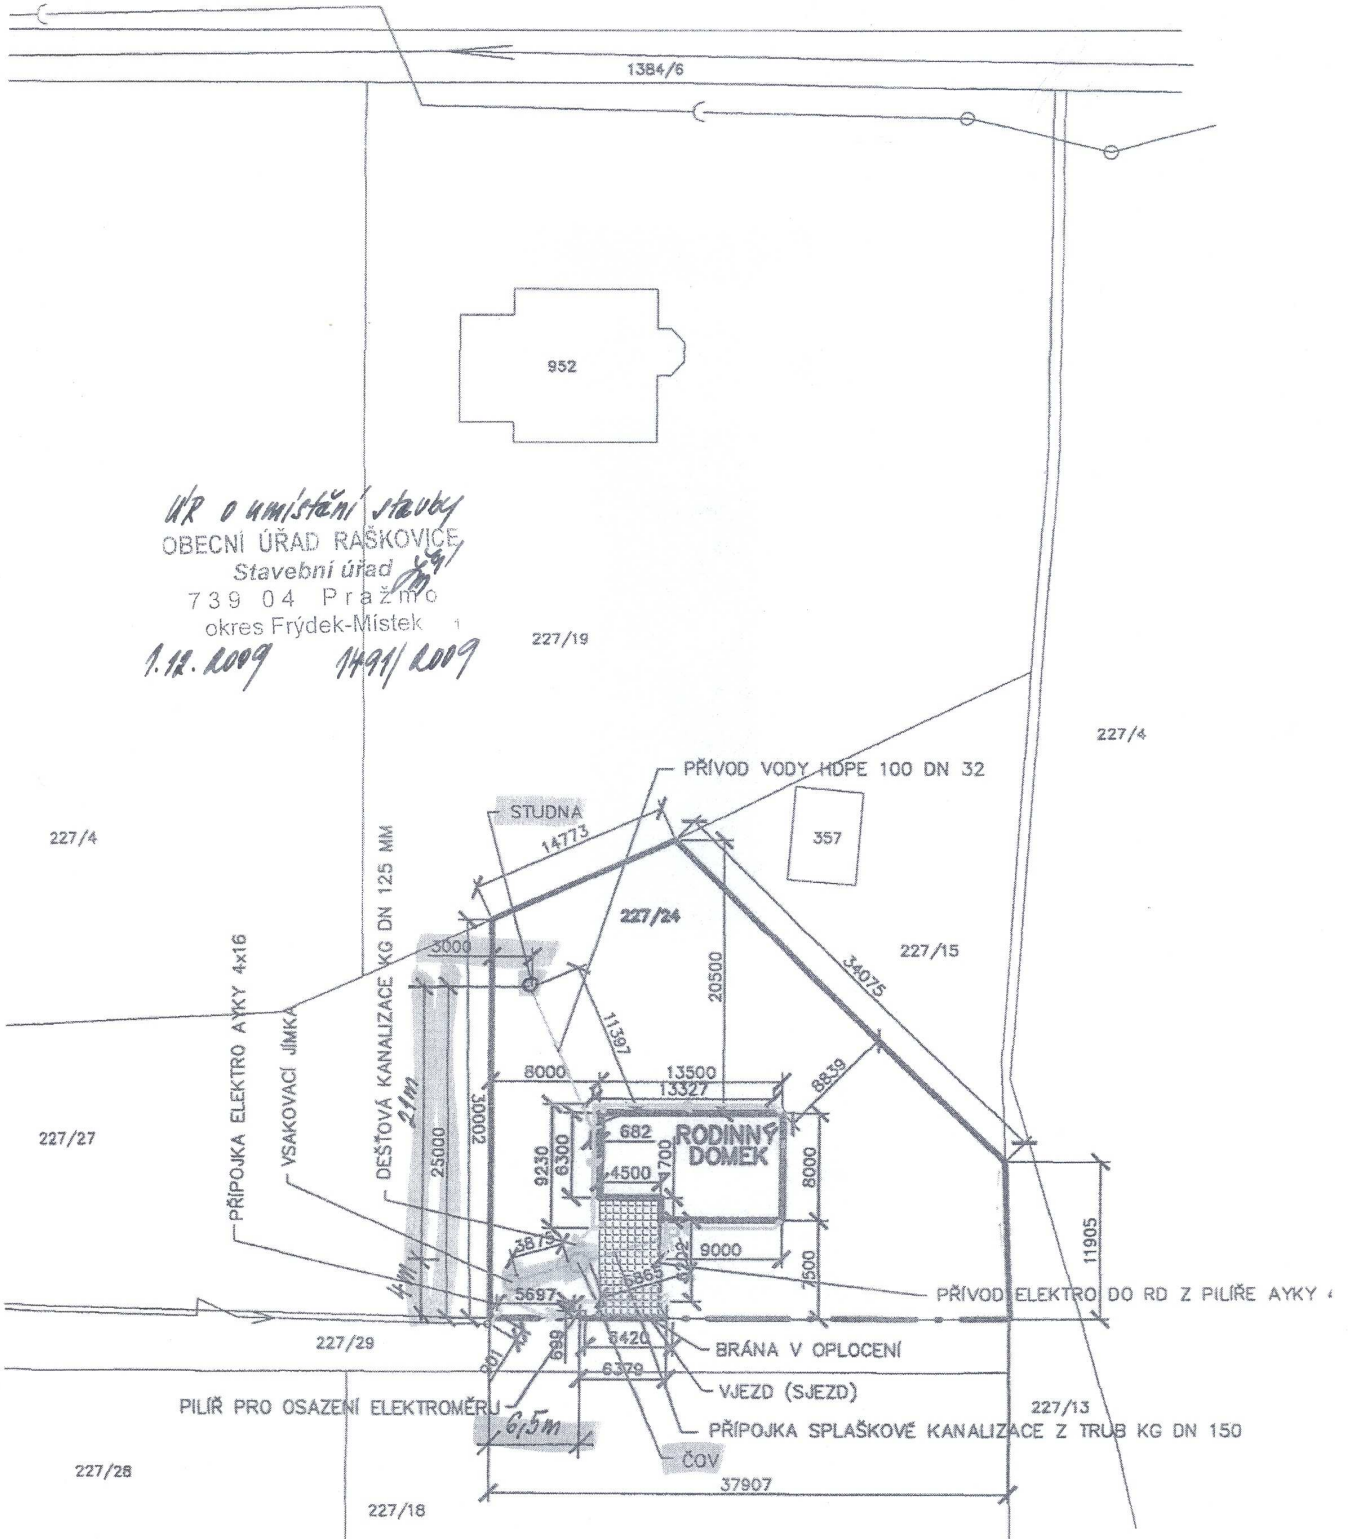 1384/6
952
ÚR o umístění stavby
OBECNÍ ÚŘAD RAŠKOVICE
Stavební úřad
739 04 Pražmo
okres Frýdek-Místek 1
1.12.2009 1491/2009
227/19
227/4
PŘÍVOD VODY HDPE 100 DN 32
STUDNA
14773
357
227/4
227/24
227/15
3000
20500
34075
11397
8839
DEŠŤOVÁ KANALIZACE KG DN 125 MM
PŘÍPOJKA ELEKTRO AYKY 4x16
VSAKOVACÍ JÍMKA
21m
25000
30002
8000
13500
13327
227/27
682
RODINNÝ
DOMEK
9230
6300
4500
1700
8000
11905
3875
9000
7500
6202
5865
4m
5697
PŘÍVOD ELEKTRO DO RD Z PILÍŘE AYKY
227/29
699
6420
BRÁNA V OPLOCENÍ
6379
VJEZD (SJEZD)
PILÍŘ PRO OSAZENÍ ELEKTROMĚRU
227/13
6,5m
PŘÍPOJKA SPLAŠKOVÉ KANALIZACE Z TRUB KG DN 150
ČOV
227/28
37907
227/18